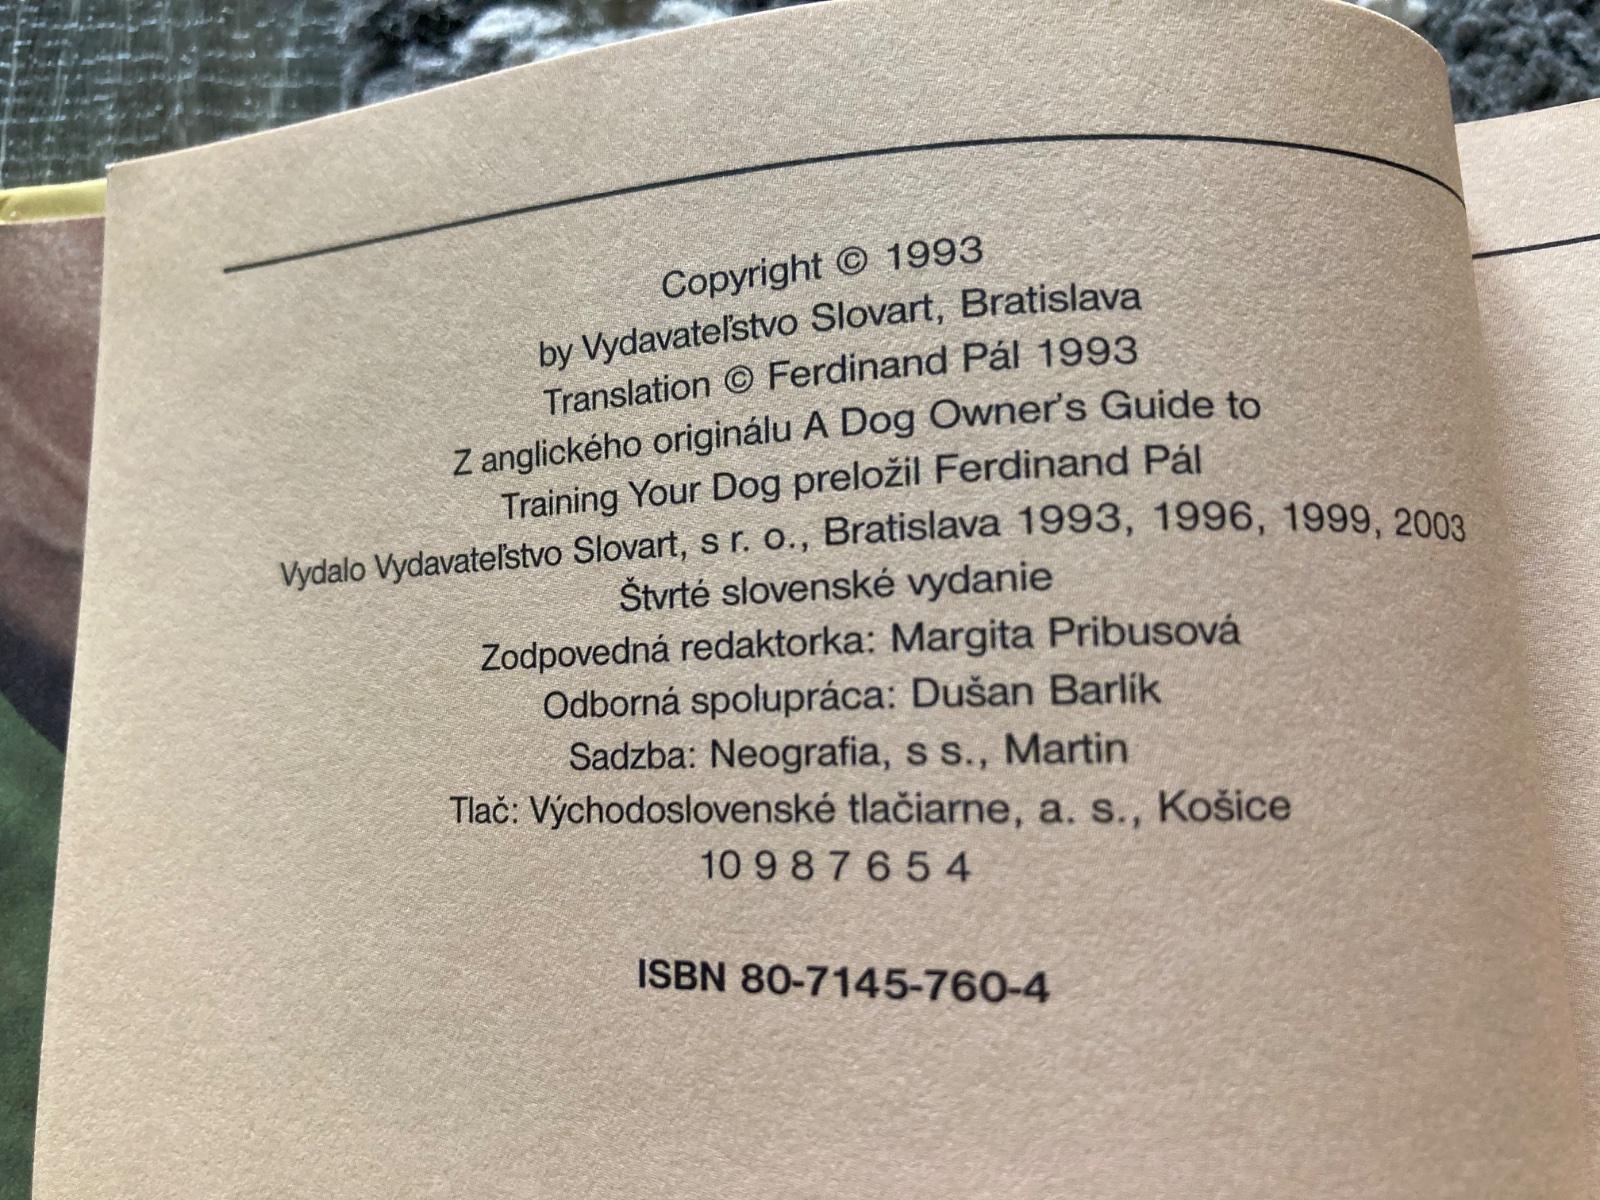 Copyright © 1993
by Vydavateľstvo Slovart, Bratislava
Translation © Ferdinand Pál 1993
Z anglického originálu A Dog Owner's Guide to
Training Your Dog preložil Ferdinand Pál
Vydalo Vydavateľstvo Slovart, s r. o., Bratislava 1993, 1996, 1999, 2003
Štvrté slovenské vydanie
Zodpovedná redaktorka: Margita Pribusová
Odborná spolupráca: Dušan Barlík
Sadzba: Neografia, s s., Martin
Tlač: Východoslovenské tlačiarne, a. s., Košice
10 9 8 7 6 5 4
ISBN 80-7145-760-4